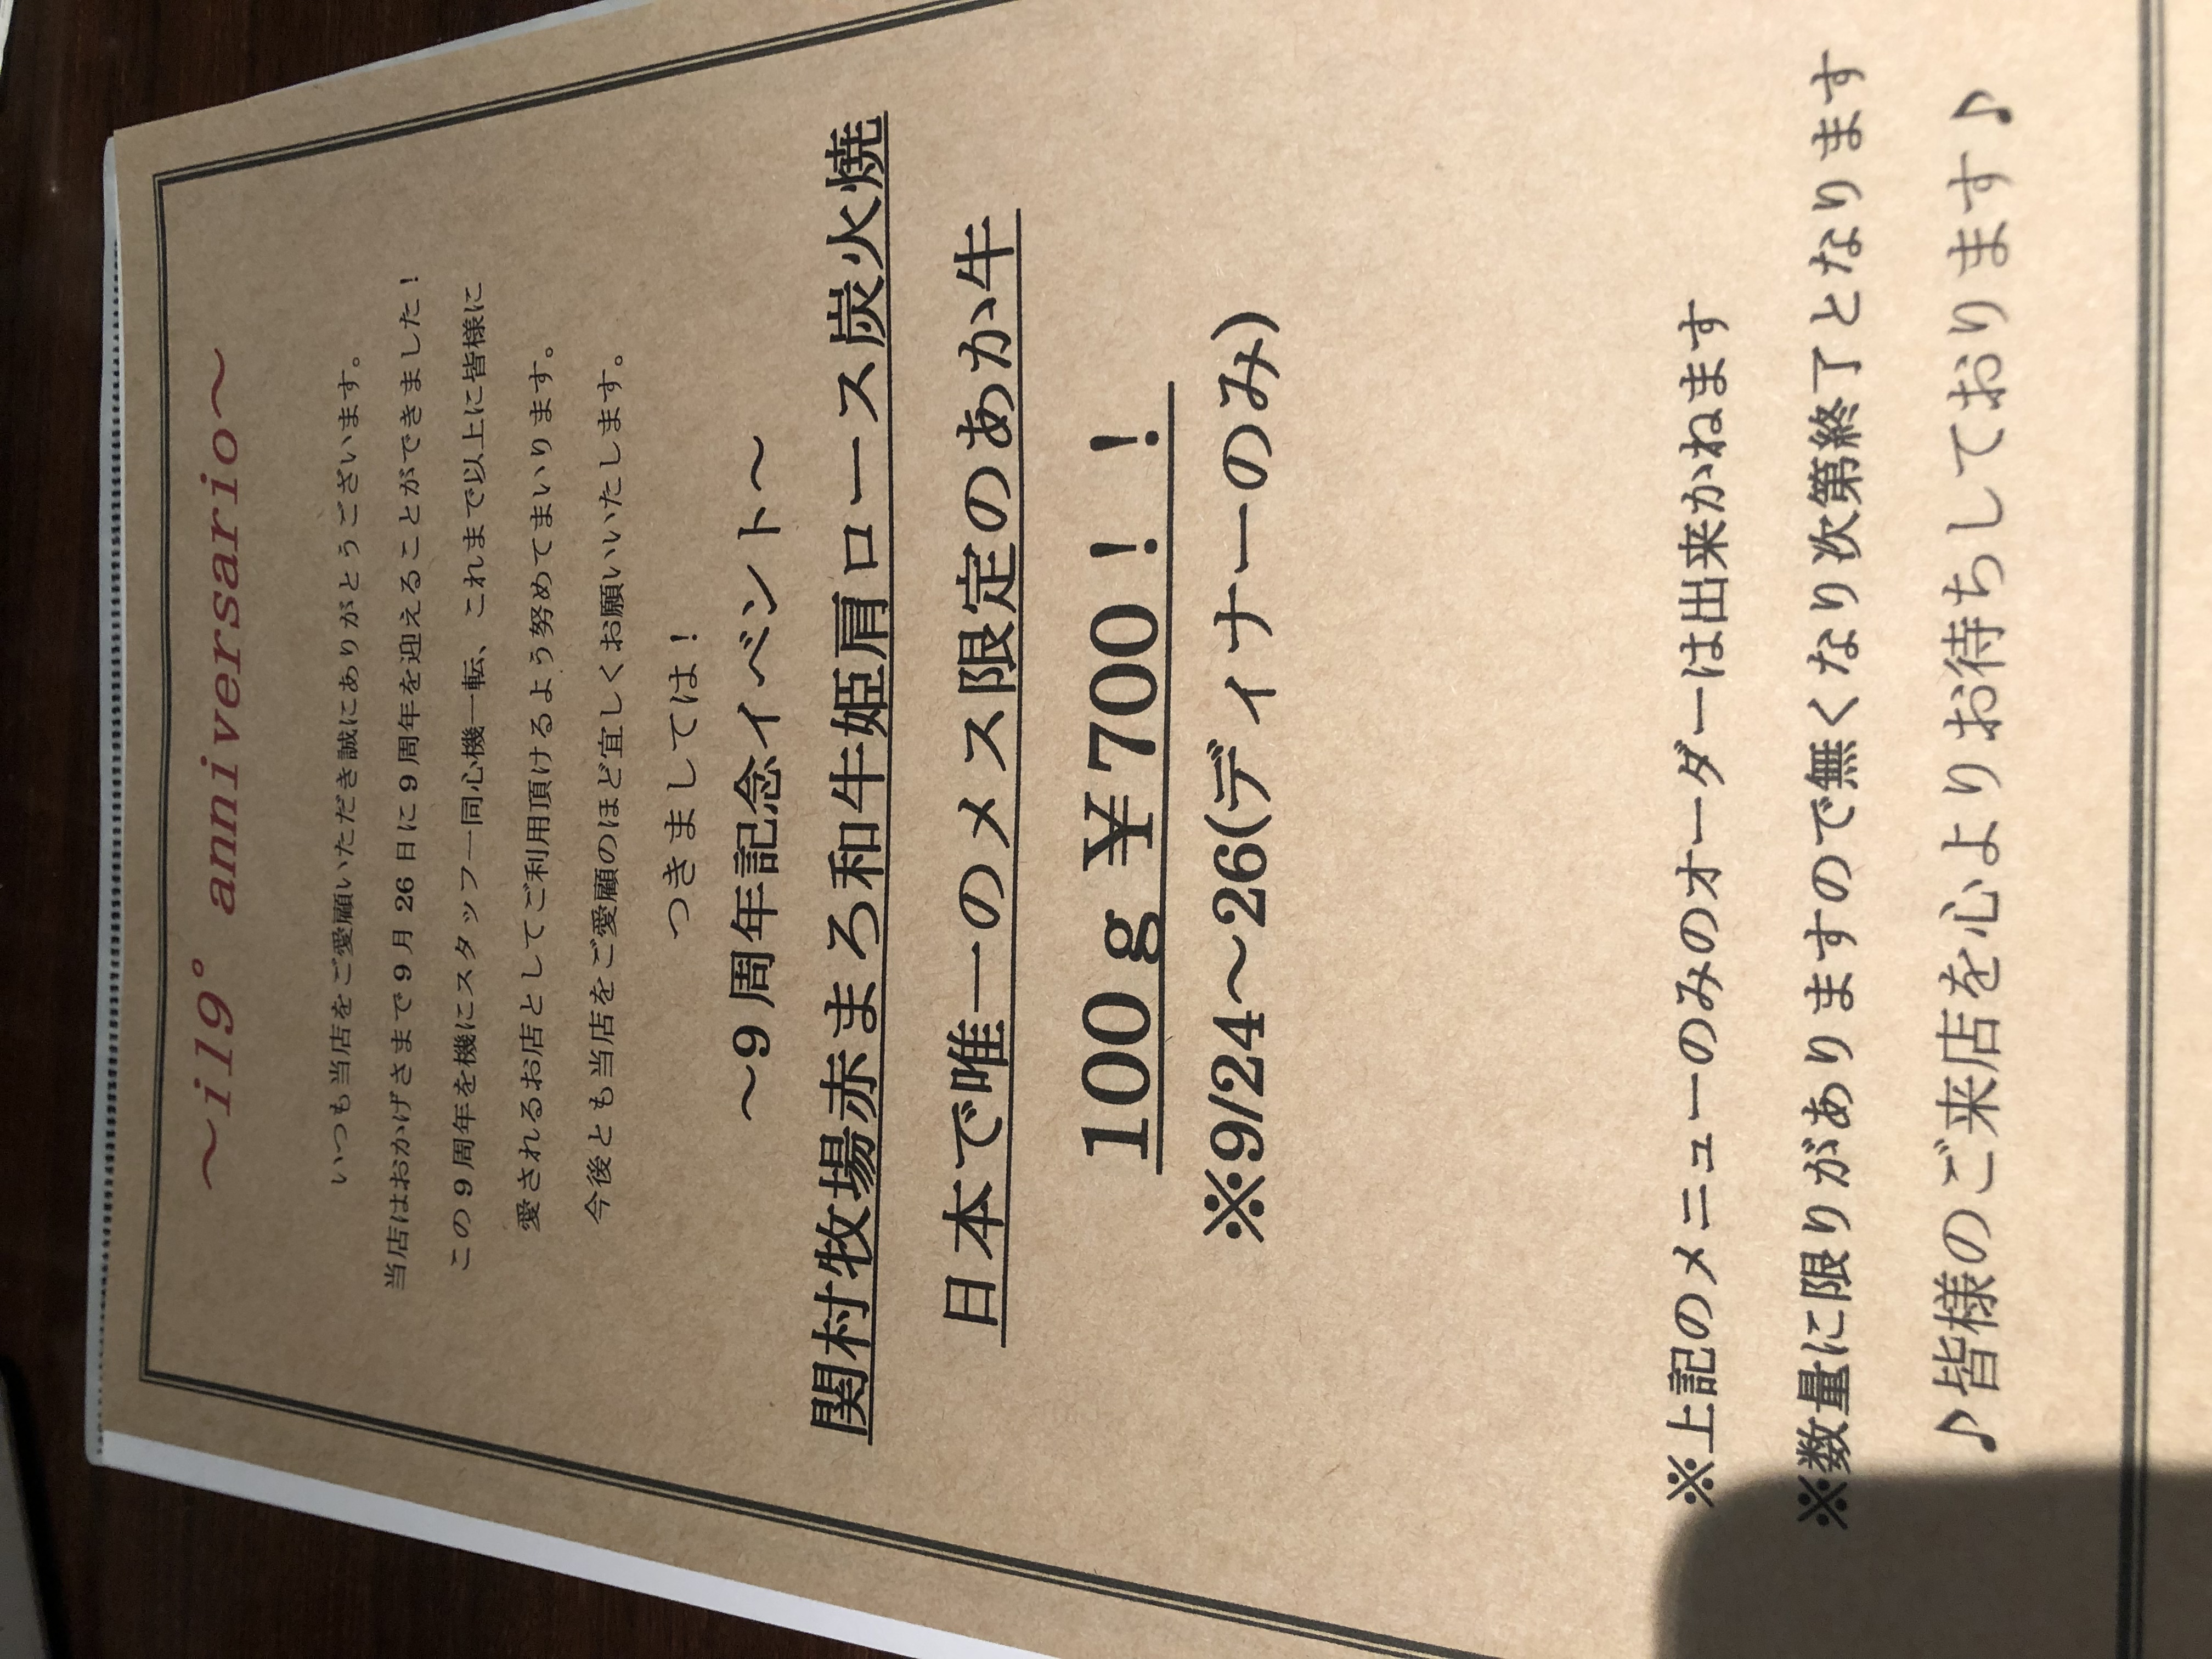 ～il9° anniversario～
いつも当店をご愛顧いただき誠にありがとうございます。
当店はおかげさまで9月26日に9周年を迎えることができました！
この9周年を機にスタッフ一同心機一転、これまで以上に皆様に
愛されるお店としてご利用頂けるよう努めてまいります。
今後とも当店をご愛顧のほど宜しくお願いいたします。
つきましては！
～9周年記念イベント～
関村牧場赤まろ和牛姫肩ロース炭火焼
日本で唯一のメス限定のあか牛
100ｇ￥700！！
※9/24～26(ディナーのみ)
※上記のメニューのみのオーダーは出来かねます
※数量に限りがありますので無くなり次第終了となります
♪皆様のご来店を心よりお待ちしております♪